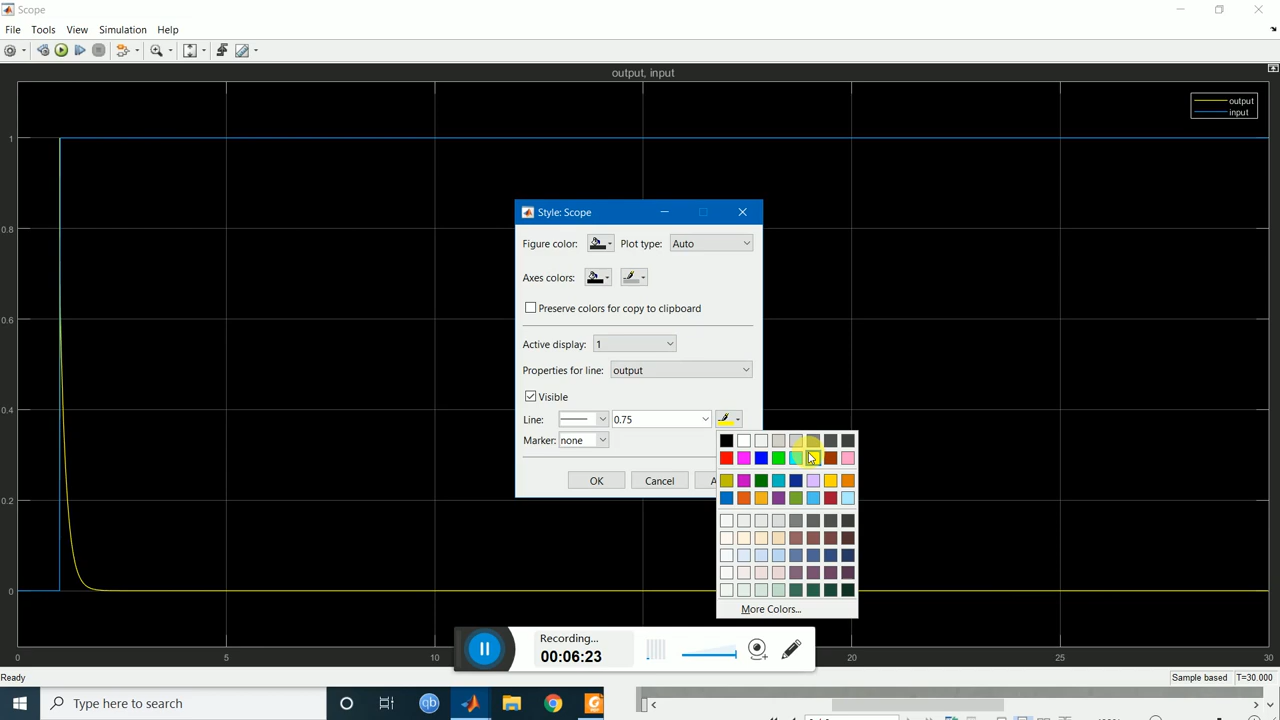 Scope
File Tools View Simulation Help
output, input
output
input
1
0.8
0.6
0.4
0.2
0
0 5 10 20 25 30
Style: Scope
Figure color: Plot type: Auto
Axes colors:
Preserve colors for copy to clipboard
Active display: 1
Properties for line: output
Visible
Line: 0.75
Marker: none
OK Cancel A
More Colors...
Recording...
00:06:23
Ready Sample based T=30.000
Type here to search qb